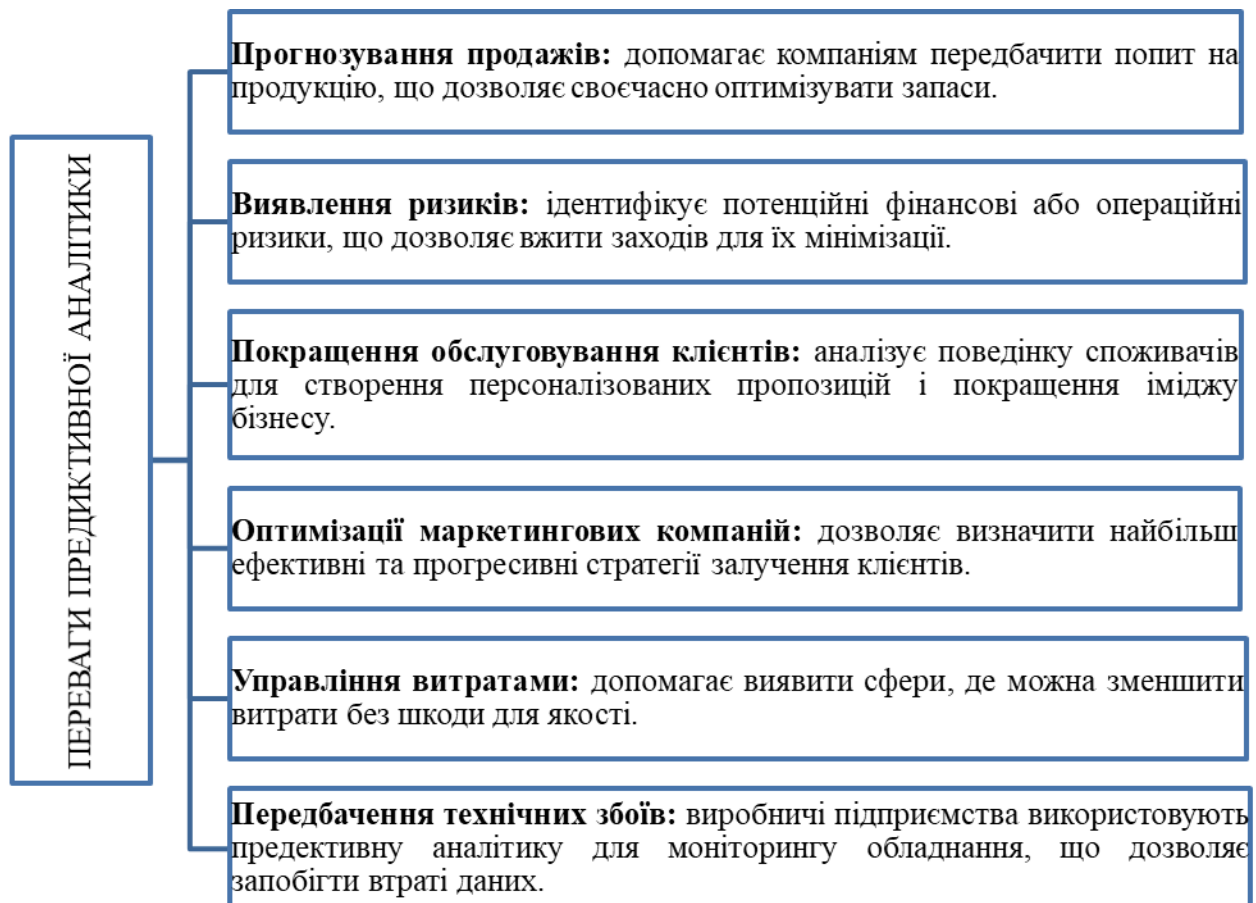 ПЕРЕВАГИ ПРЕДИКТИВНОЇ АНАЛІТИКИ
Прогнозування продажів: допомагає компаніям передбачити попит на
продукцію, що дозволяє своєчасно оптимізувати запаси.
Виявлення ризиків: ідентифікує потенційні фінансові або операційні
ризики, що дозволяє вжити заходів для їх мінімізації.
Покращення обслуговування клієнтів: аналізує поведінку споживачів
для створення персоналізованих пропозицій і покращення іміджу
бізнесу.
Оптимізації маркетингових компаній: дозволяє визначити найбільш
ефективні та прогресивні стратегії залучення клієнтів.
Управління витратами: допомагає виявити сфери, де можна зменшити
витрати без шкоди для якості.
Передбачення технічних збоїв: виробничі підприємства використовують
предективну аналітику для моніторингу обладнання, що дозволяє
запобігти втраті даних.